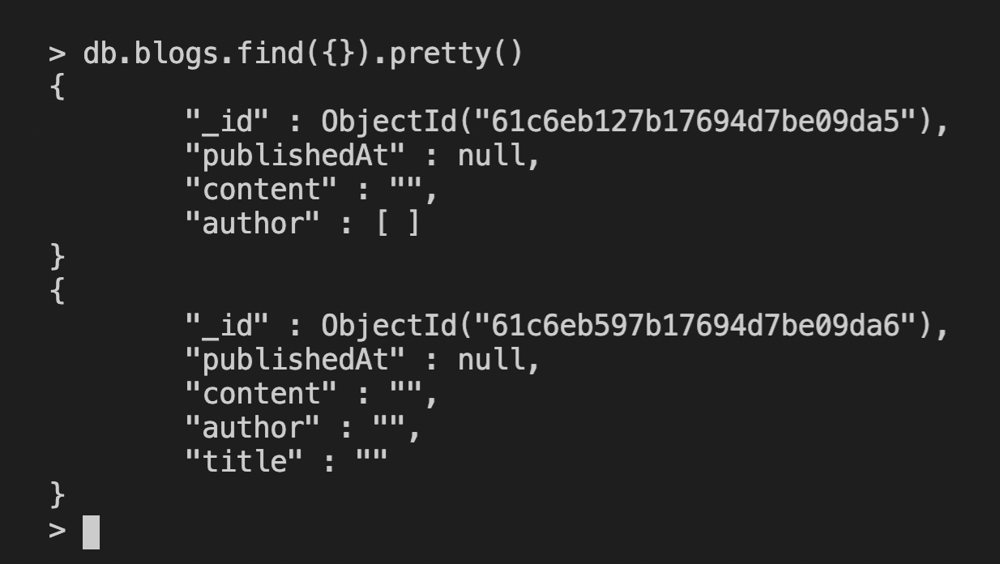 > db.blogs.find({}).pretty()
{
        "_id" : ObjectId("61c6eb127b17694d7be09da5"),
        "publishedAt" : null,
        "content" : "",
        "author" : [ ]
}
{
        "_id" : ObjectId("61c6eb597b17694d7be09da6"),
        "publishedAt" : null,
        "content" : "",
        "author" : "",
        "title" : ""
}
>